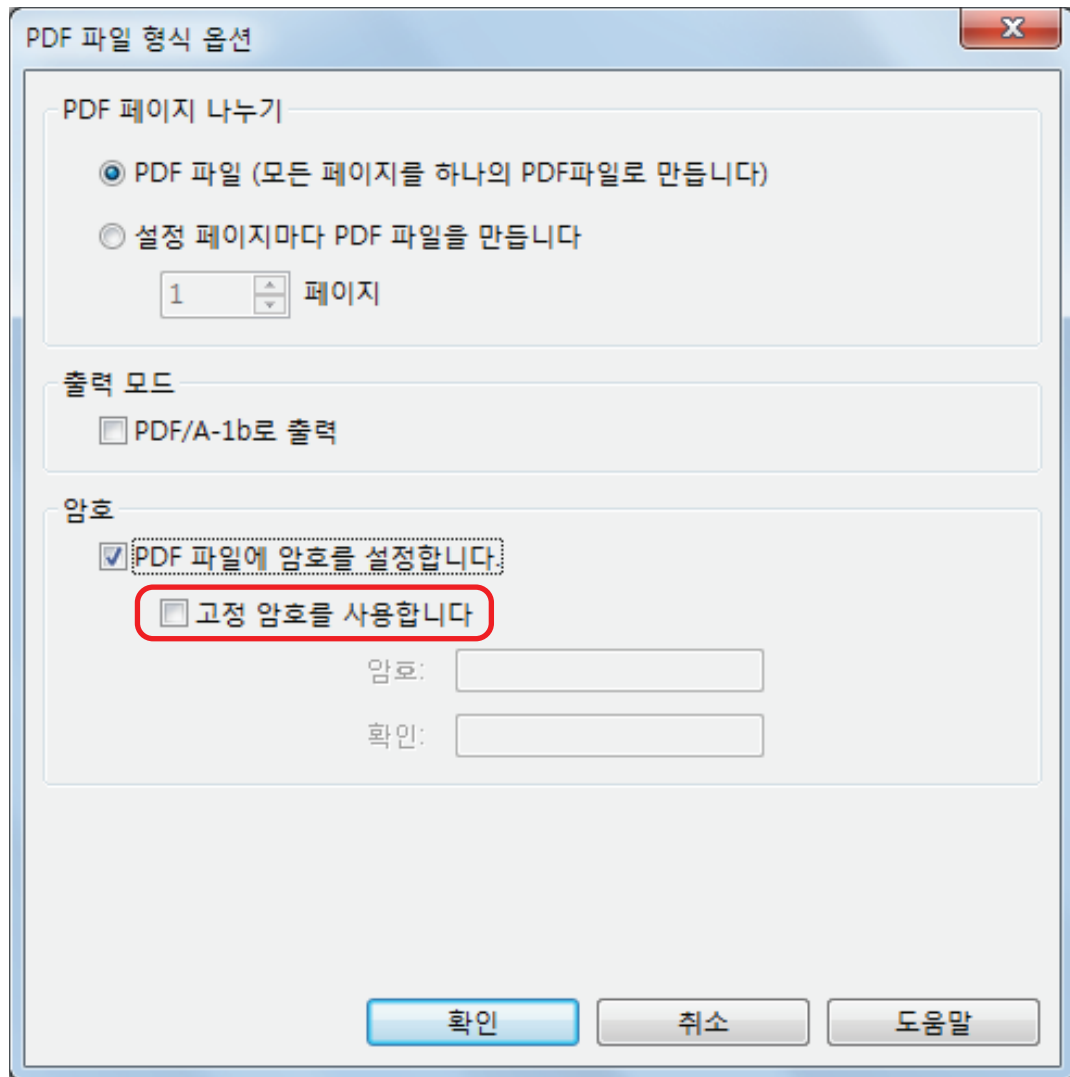 PDF 파일 형식 옵션
PDF 페이지 나누기
PDF 파일 (모든 페이지를 하나의 PDF파일로 만듭니다)
설정 페이지마다 PDF 파일을 만듭니다
1 페이지
출력 모드
PDF/A-1b로 출력
암호
PDF 파일에 암호를 설정합니다.
고정 암호를 사용합니다
암호:
확인:
확인 취소 도움말